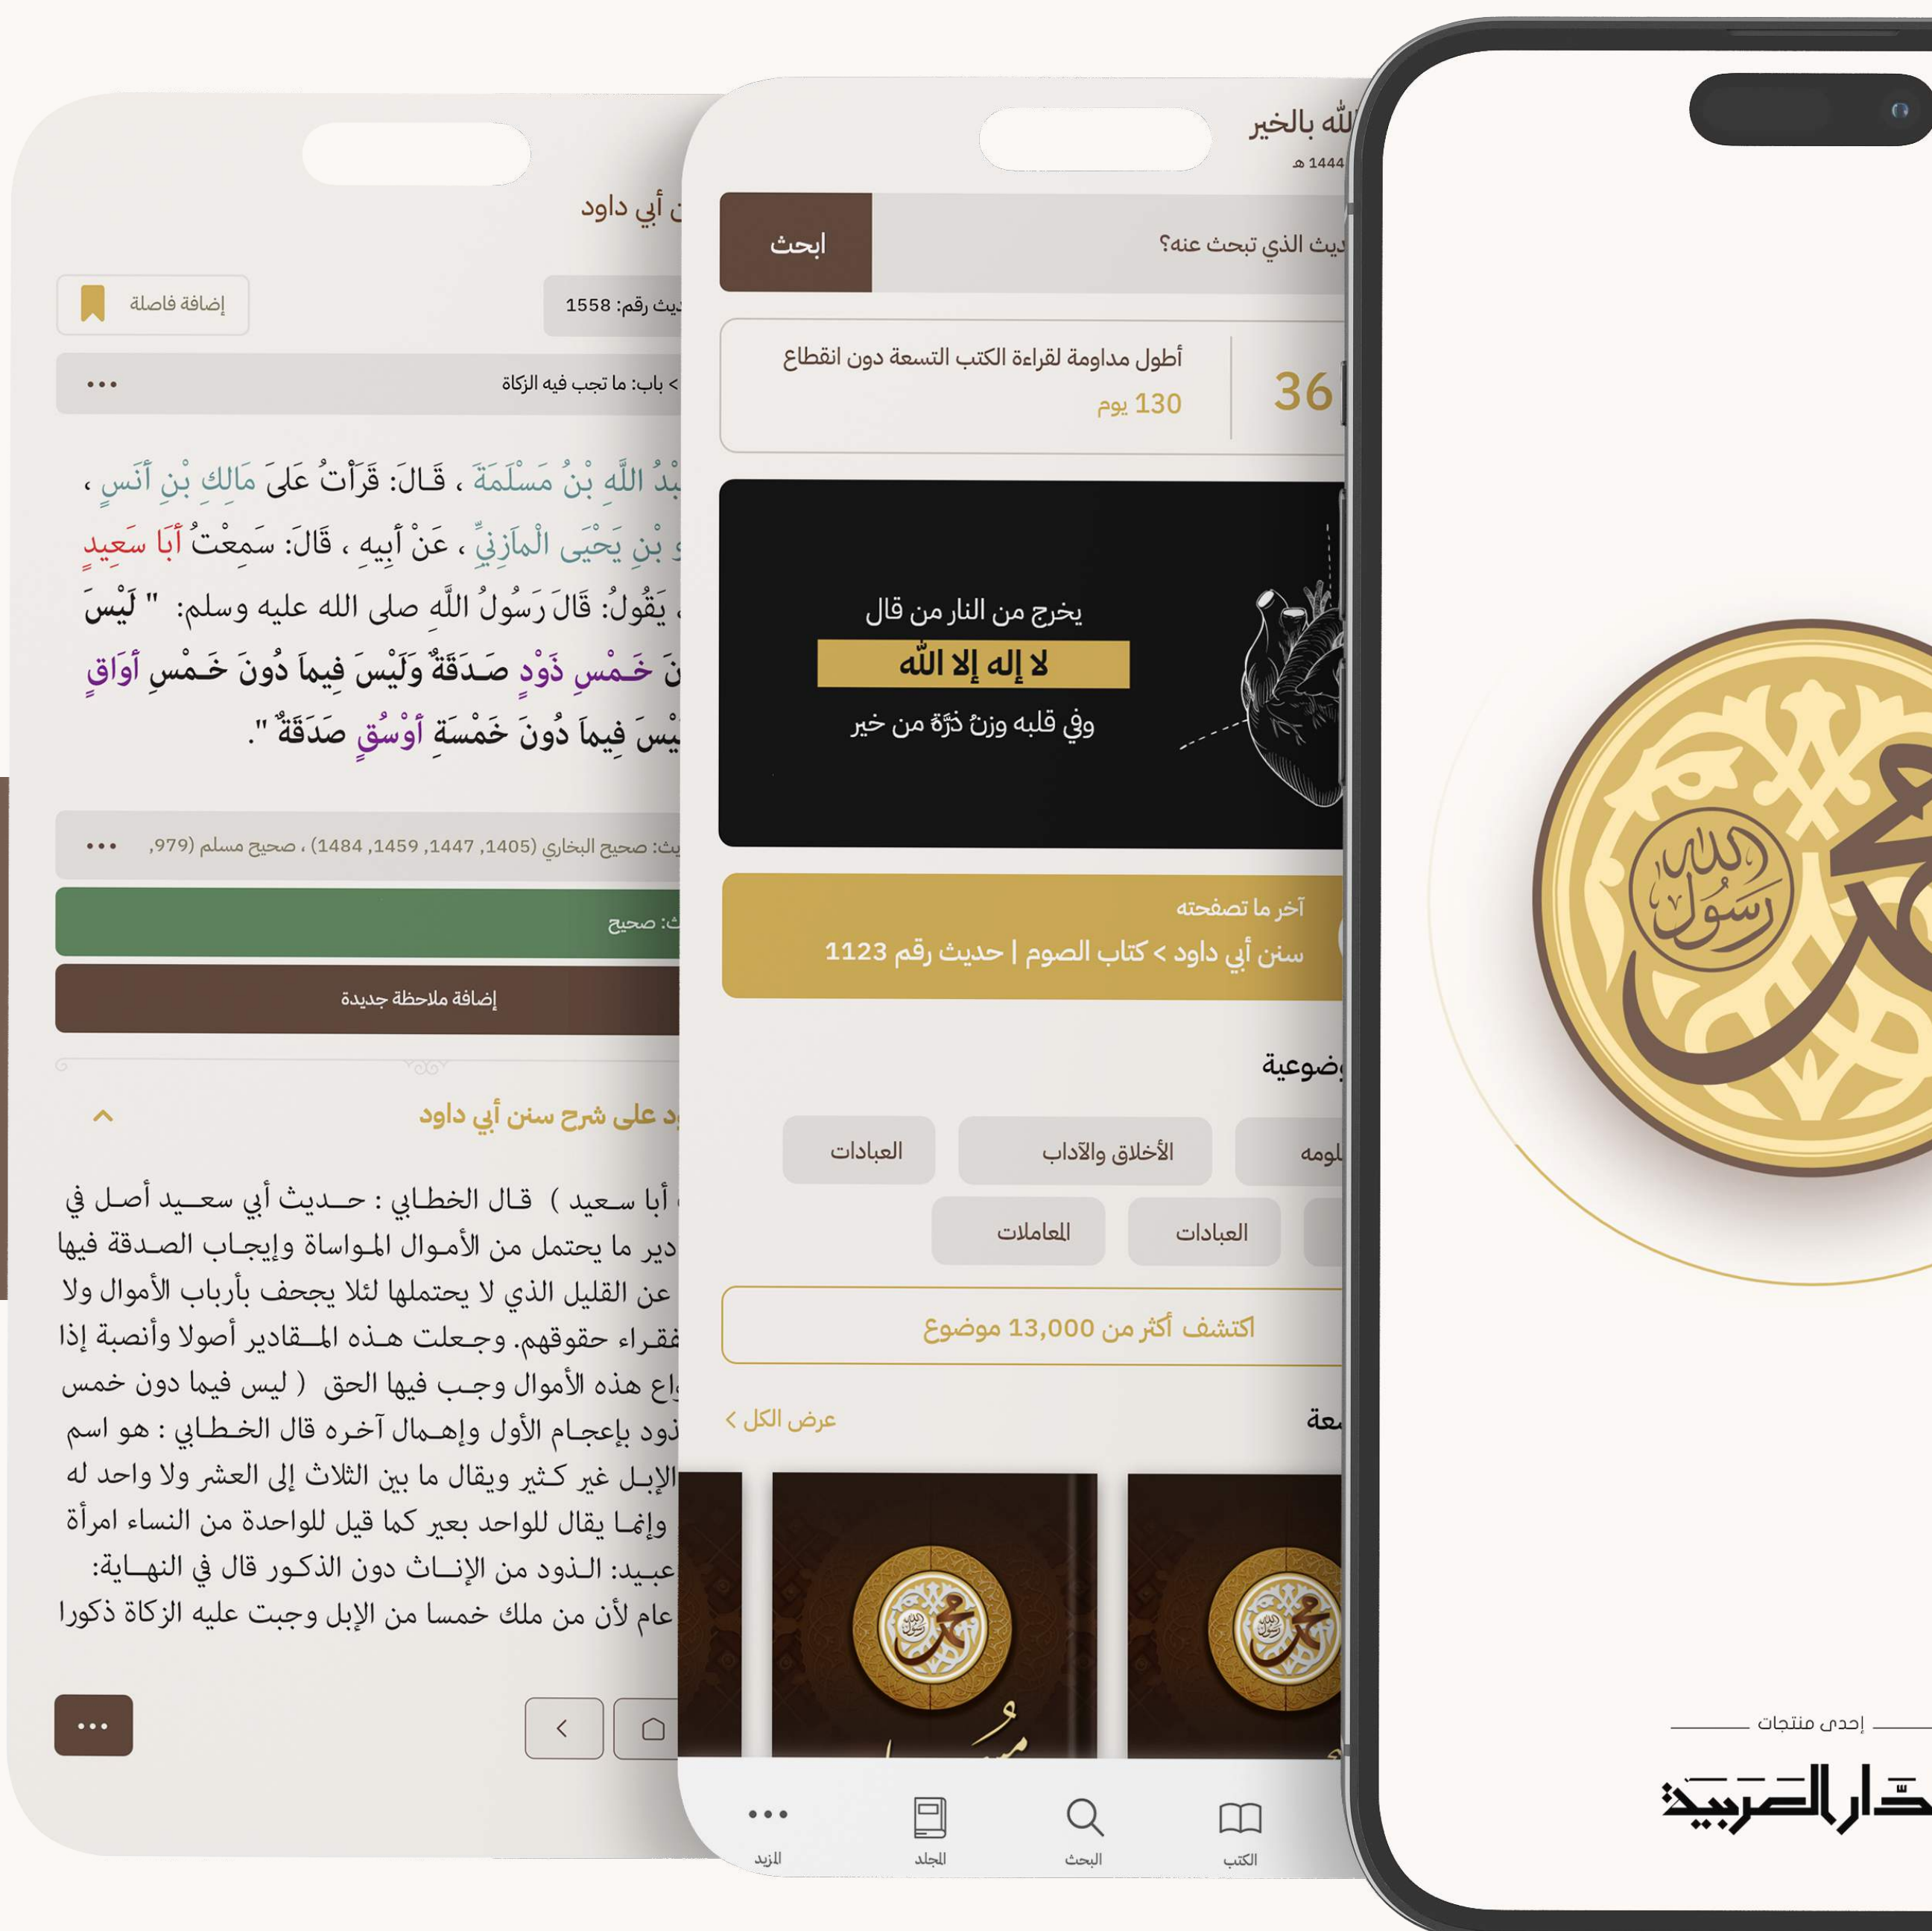 إحدى منتجات
الله بالخير
1444 هـ
الذي تبحث عنه؟
ابحث
36
أطول مداومة لقراءة الكتب التسعة دون انقطاع
130 يوم
يخرج من النار من قال
لا إله إلا الله
وفي قلبه وزنُ ذرَّة من خير
آخر ما تصفحته
سنن أبي داود > كتاب الصوم | حديث رقم 1123
الأخلاق والآداب
العبادات
العبادات
المعاملات
اكتشف أكثر من 13,000 موضوع
عرض الكل >
محمد رسول الله
محمد رسول الله
محمد رسول الله
الكتب
البحث
المجلد
المزيد
أبي داود
رقم: 1558
إضافة فاصلة
> باب: ما تجب فيه الزكاة
اللَّهِ بْنُ مَسْلَمَةَ ، قَالَ: قَرَأْتُ عَلَى مَالِكِ بْنِ أَنَسٍ ،
بْنِ يَحْيَى الْمَازِنِيِّ ، عَنْ أَبِيهِ ، قَالَ: سَمِعْتُ أَبَا سَعِيدٍ
يَقُولُ: قَالَ رَسُولُ اللَّهِ صلى الله عليه وسلم: " لَيْسَ
خَمْسِ ذَوْدٍ صَدَقَةٌ وَلَيْسَ فِيمَا دُونَ خَمْسِ أَوَاقٍ
فِيمَا دُونَ خَمْسَةِ أَوْسُقٍ صَدَقَةٌ ".
صحيح البخاري (1405, 1447, 1459, 1484) ، صحيح مسلم (979,
صحيح
إضافة ملاحظة جديدة
على شرح سنن أبي داود
أبا سعيد ) قال الخطابي : حديث أبي سعيد أصل في
ما يحتمل من الأموال المواساة وإيجاب الصدقة فيها
عن القليل الذي لا يحتملها لئلا يجحف بأرباب الأموال ولا
حقوقهم. وجعلت هذه المقادير أصولا وأنصبة إذا
هذه الأموال وجب فيها الحق ( ليس فيما دون خمس
ذود بإعجام الأول وإهمال آخره قال الخطابي : هو اسم
الإبل غير كثير ويقال ما بين الثلاث إلى العشر ولا واحد له
وإنما يقال للواحد بعير كما قيل للواحدة من النساء امرأة
عبيد: الذود من الإناث دون الذكور قال في النهاية:
عام لأن من ملك خمسا من الإبل وجبت عليه الزكاة ذكورا